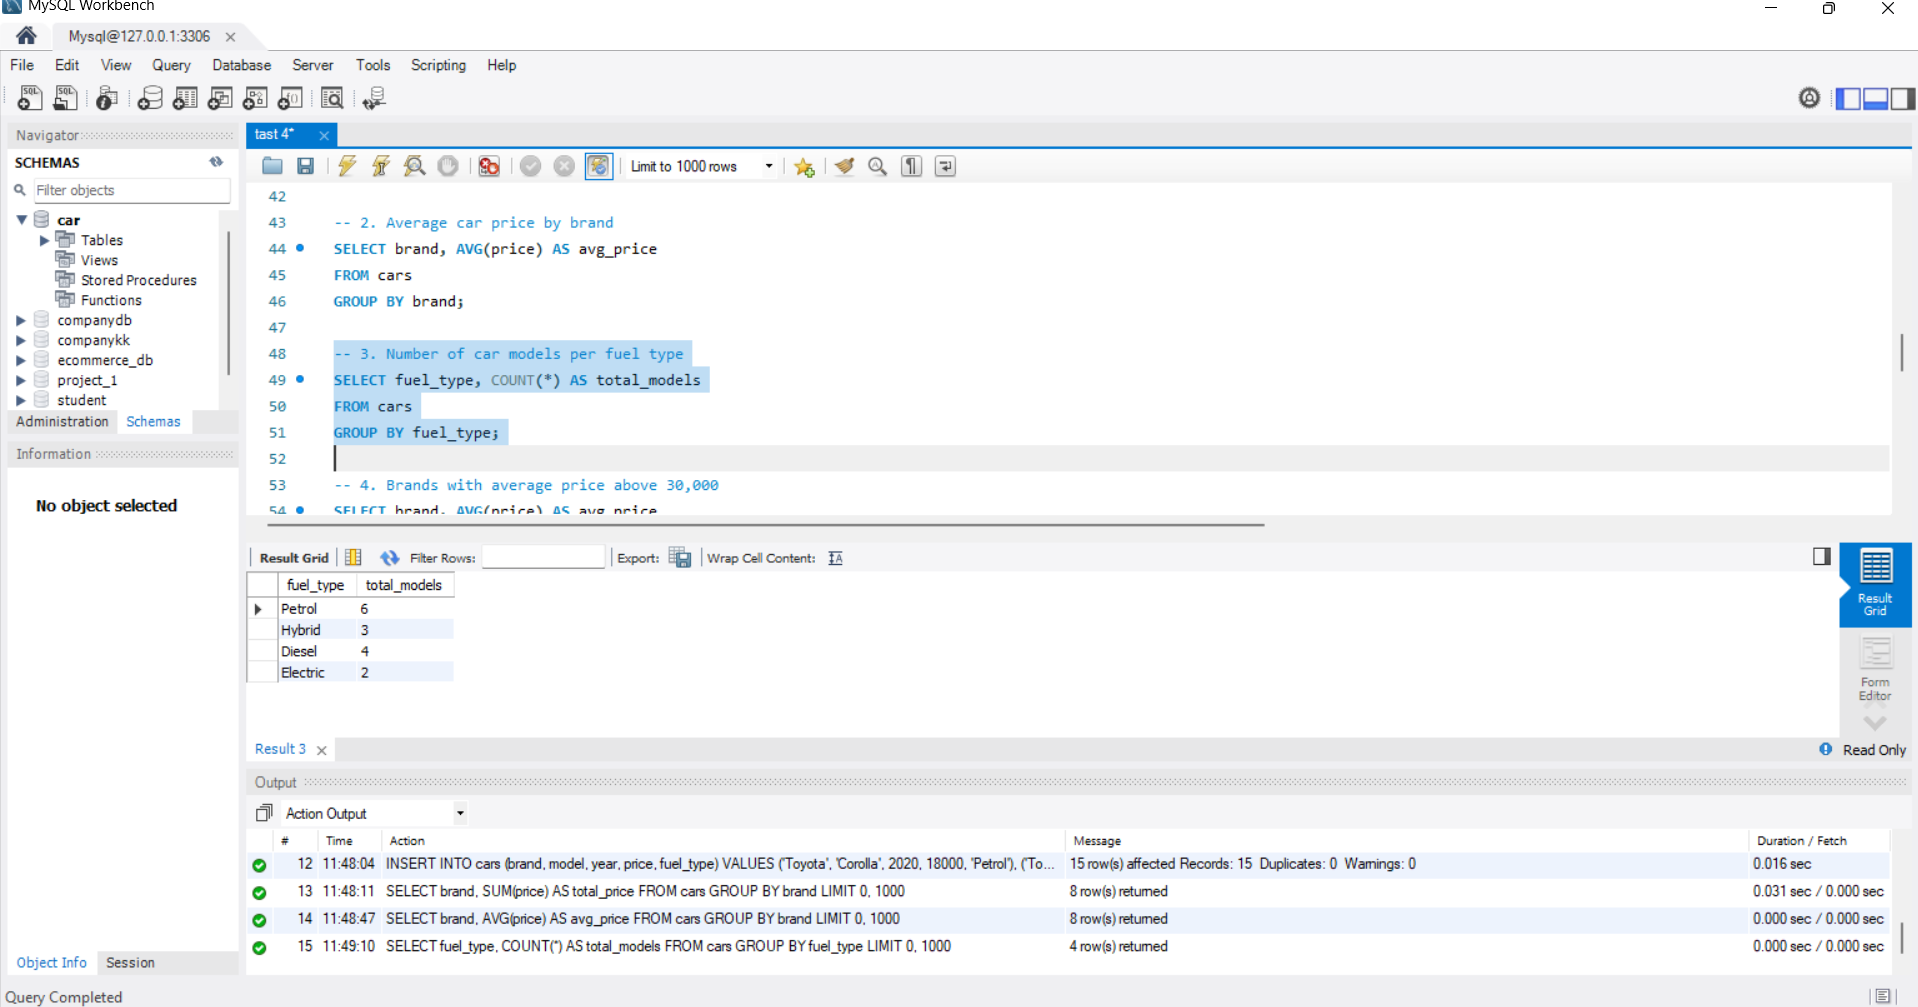 MySQL Workbench
Mysql@127.0.0.1:3306
File Edit View Query Database Server Tools Scripting Help
Navigator
SCHEMAS
Filter objects
car
Tables
Views
Stored Procedures
Functions
companydb
companykk
ecommerce_db
project_1
student
Administration Schemas
Information
No object selected
Object Info Session
tast 4*
Limit to 1000 rows
42
43 -- 2. Average car price by brand
44 SELECT brand, AVG(price) AS avg_price
45 FROM cars
46 GROUP BY brand;
47
48 -- 3. Number of car models per fuel type
49 SELECT fuel_type, COUNT(*) AS total_models
50 FROM cars
51 GROUP BY fuel_type;
52
53 -- 4. Brands with average price above 30,000
54 SELECT brand, AVG(price) AS avg_price
Result Grid Filter Rows: Export: Wrap Cell Content:
fuel_type total_models
Petrol 6
Hybrid 3
Diesel 4
Electric 2
Result Grid
Form Editor
Result 3
Read Only
Output
Action Output
# Time Action Message Duration / Fetch
12 11:48:04 INSERT INTO cars (brand, model, year, price, fuel_type) VALUES ('Toyota', 'Corolla', 2020, 18000, 'Petrol'), ('To... 15 row(s) affected Records: 15 Duplicates: 0 Warnings: 0 0.016 sec
13 11:48:11 SELECT brand, SUM(price) AS total_price FROM cars GROUP BY brand LIMIT 0, 1000 8 row(s) returned 0.031 sec / 0.000 sec
14 11:48:47 SELECT brand, AVG(price) AS avg_price FROM cars GROUP BY brand LIMIT 0, 1000 8 row(s) returned 0.000 sec / 0.000 sec
15 11:49:10 SELECT fuel_type, COUNT(*) AS total_models FROM cars GROUP BY fuel_type LIMIT 0, 1000 4 row(s) returned 0.000 sec / 0.000 sec
Query Completed